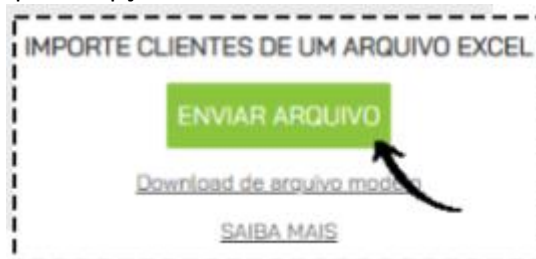 IMPORTE CLIENTES DE UM ARQUIVO EXCEL
ENVIAR ARQUIVO
Download de arquivo modelo
SAIBA MAIS